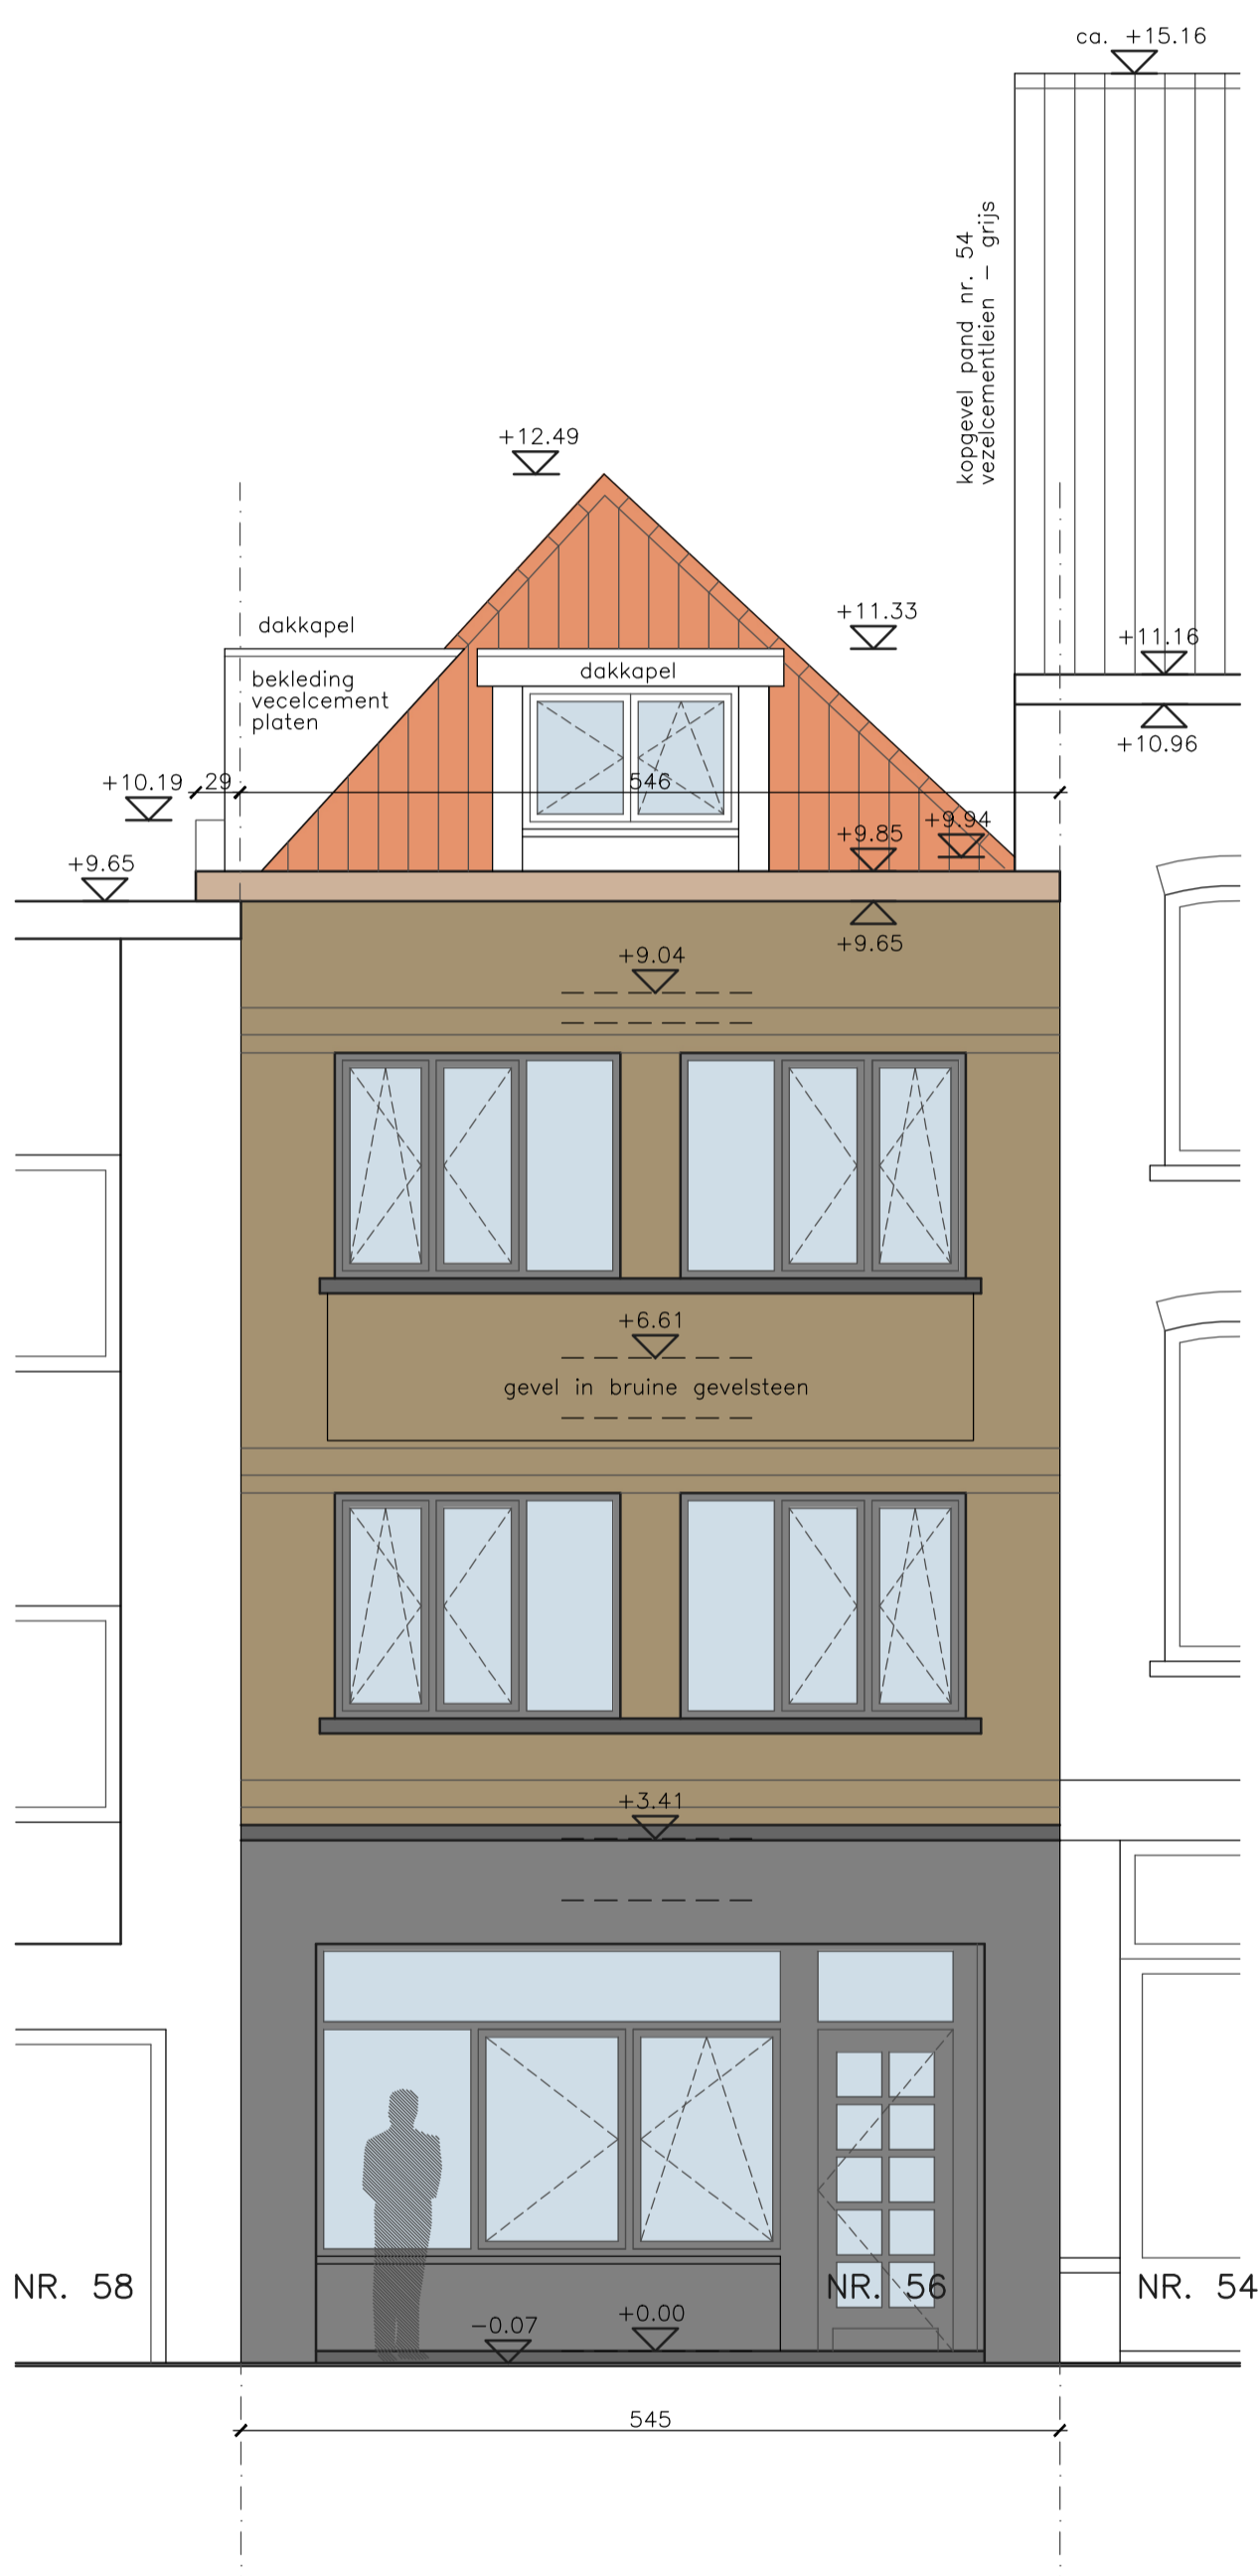 ca. +15.16
kopgevel pand nr. 54
vezelcementleien – grijs
+12.49
+11.33
+11.16
dakkapel
dakkapel
bekleding
vecelcement
platen
+10.96
+10.19
29
546
+9.94
+9.85
+9.65
+9.65
+9.04
+6.61
gevel in bruine gevelsteen
+3.41
NR. 58
NR. 56
NR. 54
+0.00
-0.07
545